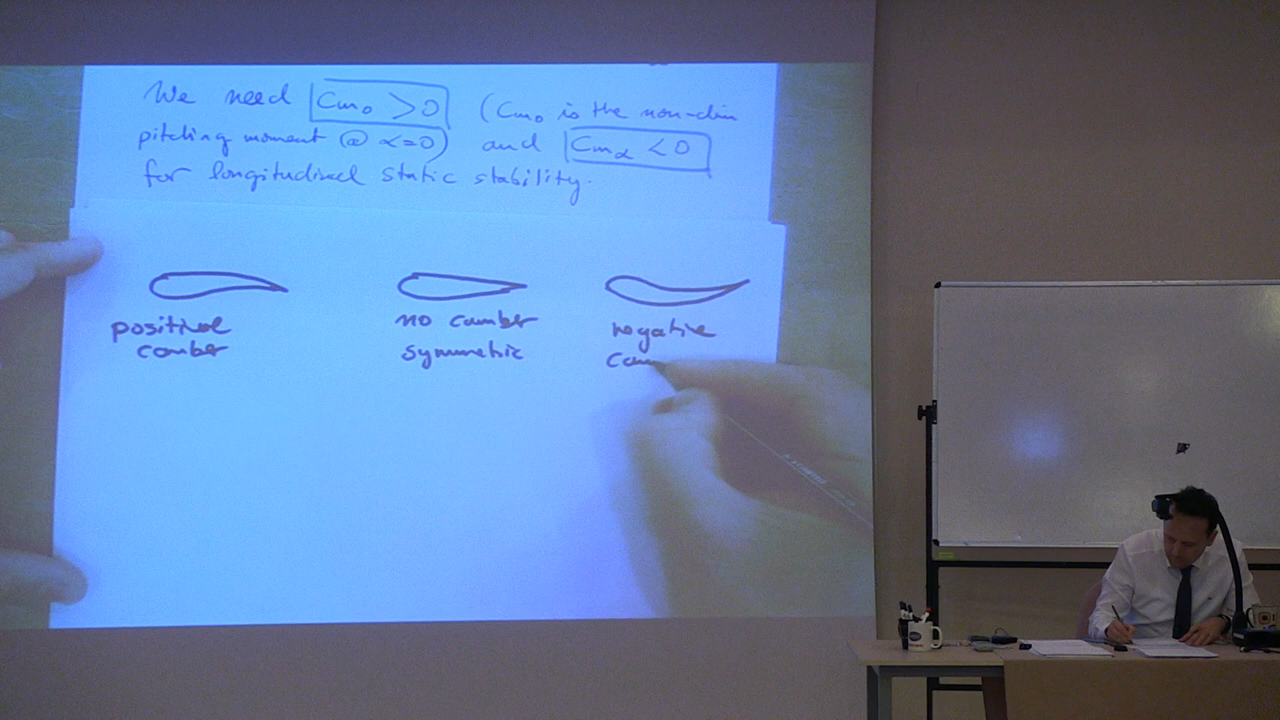 We need Cm₀ > 0 (Cm₀ is the non-dim
pitching moment @ α=0) and Cmα < 0
for longitudinal static stability.
positive
camber
no camber
symmetric
negative
cam